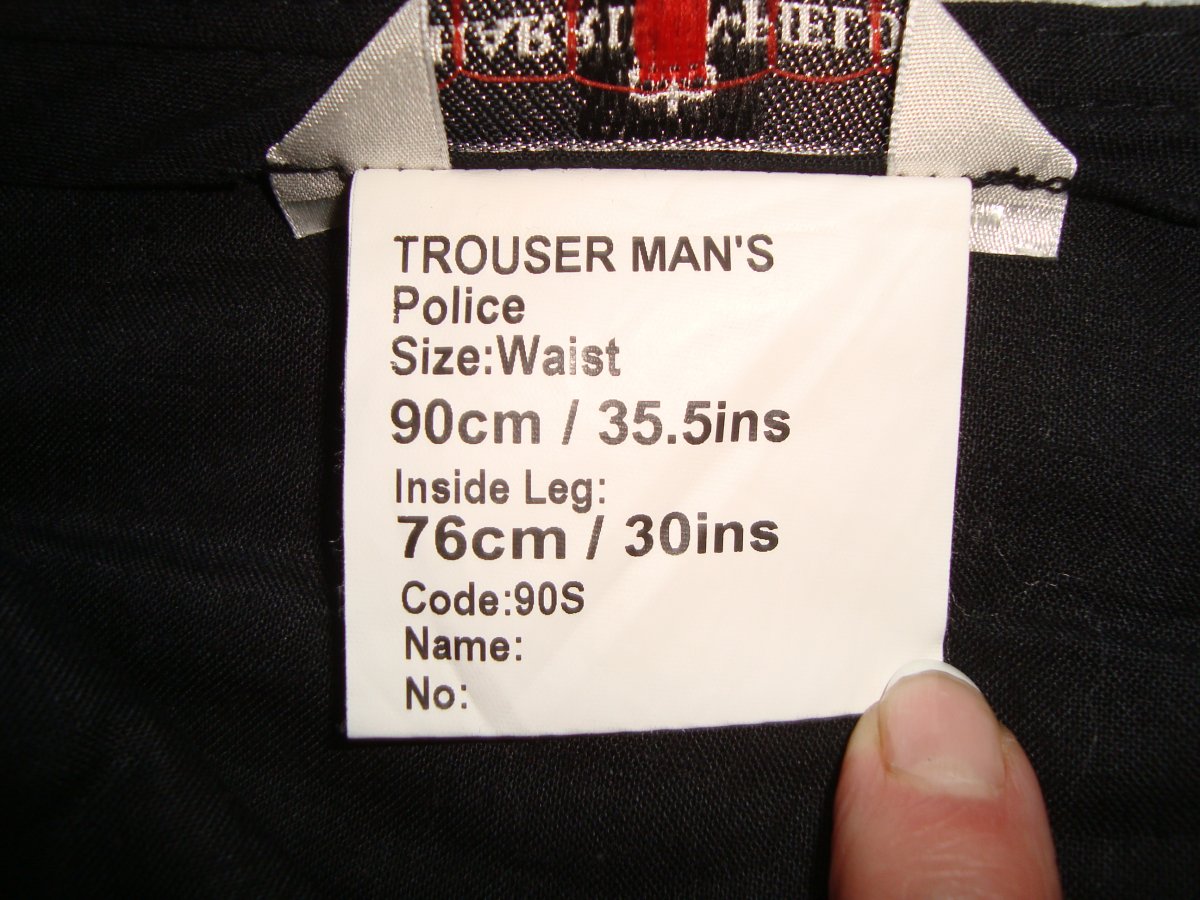 TROUSER MAN'S
Police
Size:Waist
90cm / 35.5ins
Inside Leg:
76cm / 30ins
Code:90S
Name:
No: